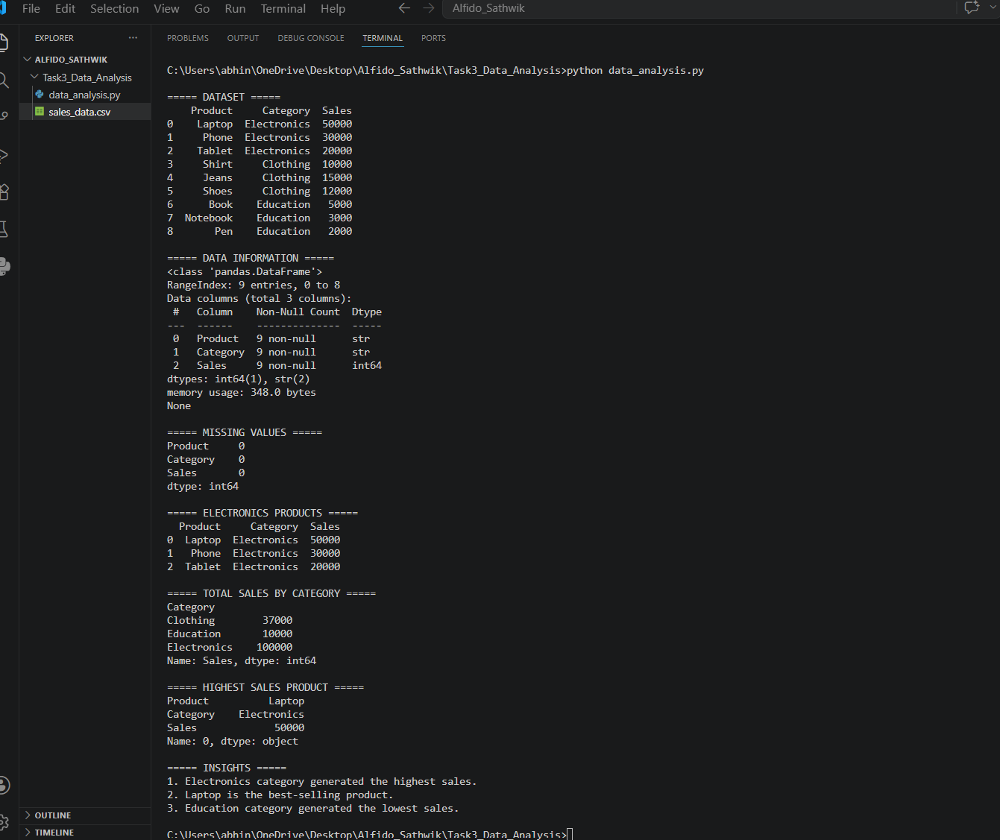 File Edit Selection View Go Run Terminal Help
Alfido_Sathwik
EXPLORER
ALFIDO_SATHWIK
Task3_Data_Analysis
data_analysis.py
sales_data.csv
OUTLINE
TIMELINE
PROBLEMS OUTPUT DEBUG CONSOLE TERMINAL PORTS
C:\Users\abhin\OneDrive\Desktop\Alfido_Sathwik\Task3_Data_Analysis>python data_analysis.py
===== DATASET =====
    Product     Category  Sales
0    Laptop  Electronics  50000
1     Phone  Electronics  30000
2    Tablet  Electronics  20000
3     Shirt     Clothing  10000
4     Jeans     Clothing  15000
5     Shoes     Clothing  12000
6      Book    Education   5000
7  Notebook    Education   3000
8       Pen    Education   2000
===== DATA INFORMATION =====
<class 'pandas.DataFrame'>
RangeIndex: 9 entries, 0 to 8
Data columns (total 3 columns):
 #   Column    Non-Null Count  Dtype
---  ------    --------------  -----
 0   Product   9 non-null      str
 1   Category  9 non-null      str
 2   Sales     9 non-null      int64
dtypes: int64(1), str(2)
memory usage: 348.0 bytes
None
===== MISSING VALUES =====
Product     0
Category    0
Sales       0
dtype: int64
===== ELECTRONICS PRODUCTS =====
  Product     Category  Sales
0  Laptop  Electronics  50000
1   Phone  Electronics  30000
2  Tablet  Electronics  20000
===== TOTAL SALES BY CATEGORY =====
Category
Clothing        37000
Education       10000
Electronics    100000
Name: Sales, dtype: int64
===== HIGHEST SALES PRODUCT =====
Product          Laptop
Category    Electronics
Sales             50000
Name: 0, dtype: object
===== INSIGHTS =====
1. Electronics category generated the highest sales.
2. Laptop is the best-selling product.
3. Education category generated the lowest sales.
C:\Users\abhin\OneDrive\Desktop\Alfido_Sathwik\Task3_Data_Analysis>